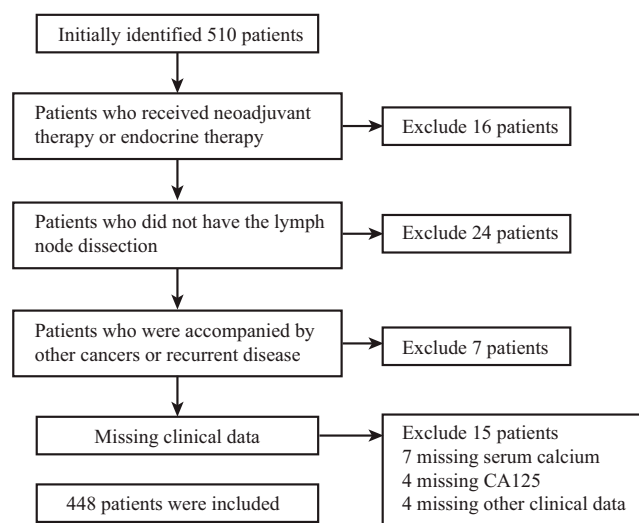 Initially identified 510 patients
Patients who received neoadjuvant
therapy or endocrine therapy
Exclude 16 patients
Patients who did not have the lymph
node dissection
Exclude 24 patients
Patients who were accompanied by
other cancers or recurrent disease
Exclude 7 patients
Missing clinical data
Exclude 15 patients
7 missing serum calcium
4 missing CA125
4 missing other clinical data
448 patients were included